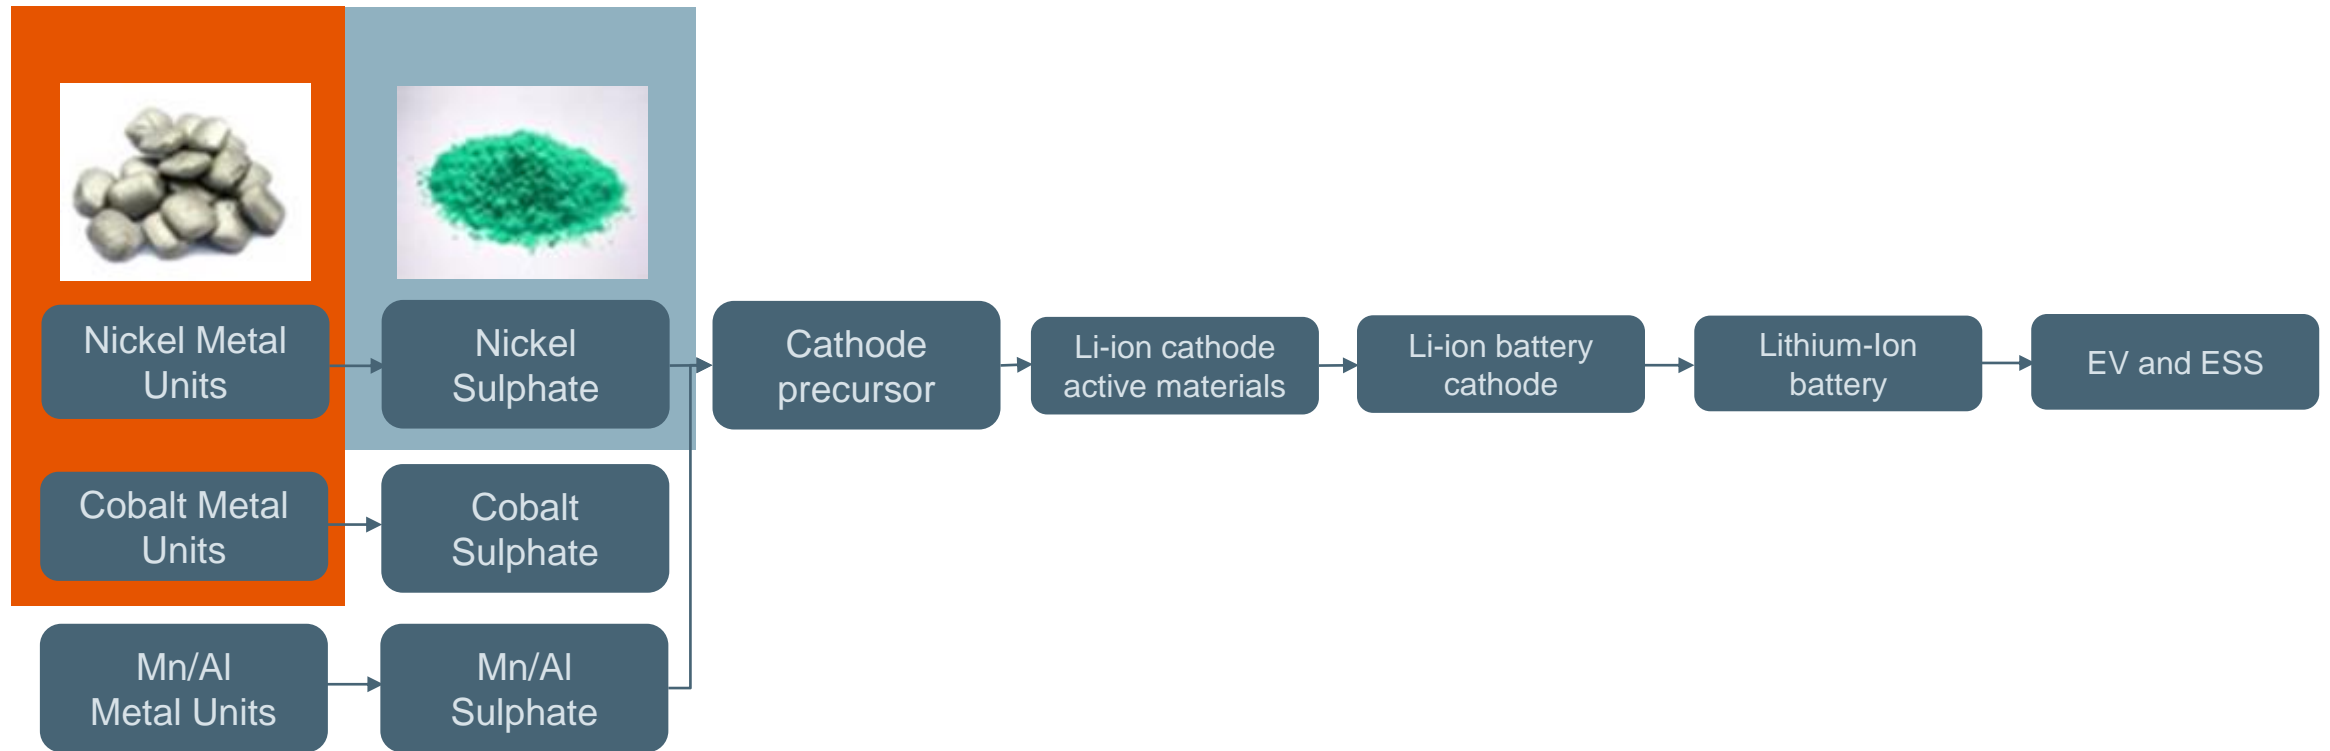 Nickel Metal
Units
Nickel
Sulphate
Cathode
precursor
Li-ion cathode
active materials
Li-ion battery
cathode
Lithium-Ion
battery
EV and ESS
Cobalt Metal
Units
Cobalt
Sulphate
Mn/Al
Metal Units
Mn/Al
Sulphate